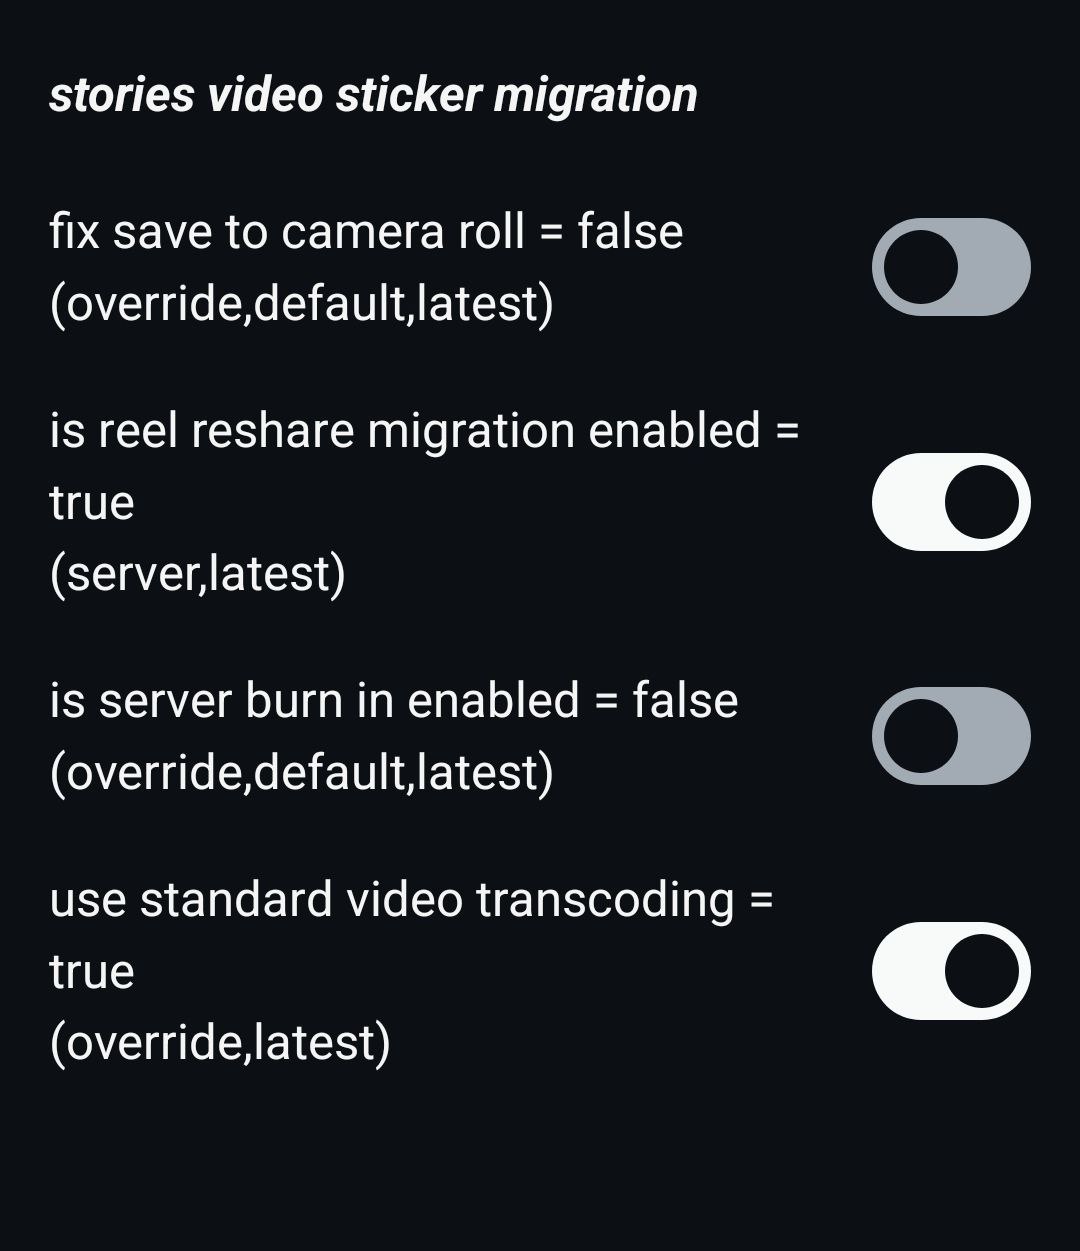 stories video sticker migration
fix save to camera roll = false
(override,default,latest)
is reel reshare migration enabled =
true
(server,latest)
is server burn in enabled = false
(override,default,latest)
use standard video transcoding =
true
(override,latest)